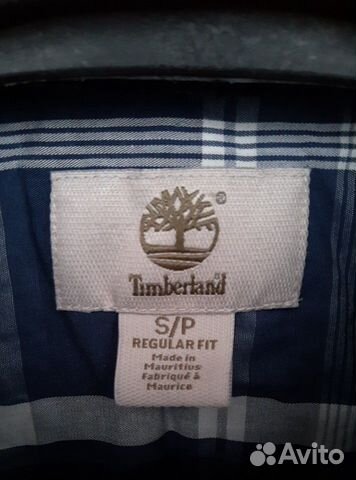 ®
Timberland
S/P
REGULAR FIT
Made in
Mauritius
Fabriqué à
Maurice
Avito